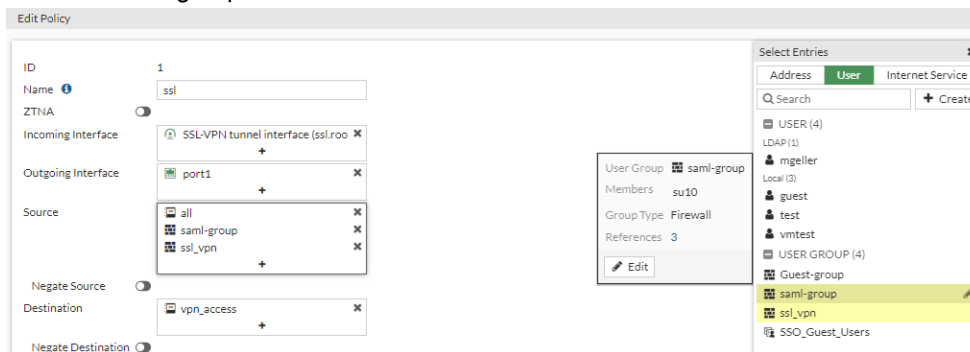 Edit Policy
ID 1
Name ssl
ZTNA
Incoming Interface SSL-VPN tunnel interface (ssl.roo
+
Outgoing Interface port1
+
Source all
saml-group
ssl_vpn
+
Negate Source
Destination vpn_access
+
Negate Destination
User Group saml-group
Members su10
Group Type Firewall
References 3
Edit
Select Entries
Address User Internet Service
Search + Create
USER (4)
LDAP (1)
mgeller
Local (3)
guest
test
vmtest
USER GROUP (4)
Guest-group
saml-group
ssl_vpn
SSO_Guest_Users